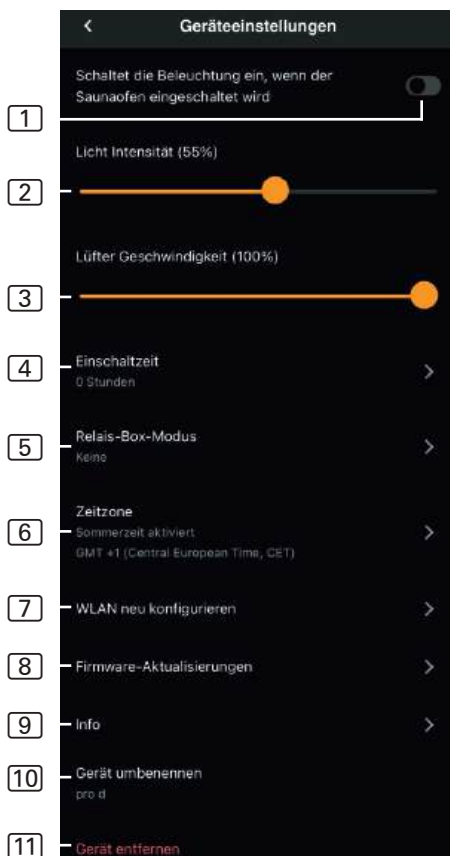 Geräteeinstellungen
Schaltet die Beleuchtung ein, wenn der
Saunaofen eingeschaltet wird
1
Licht Intensität (55%)
2
Lüfter Geschwindigkeit (100%)
3
4
Einschaltzeit
0 Stunden
5
Relais-Box-Modus
Keine
6
Zeitzone
Sommerzeit aktiviert
GMT +1 (Central European Time, CET)
7
WLAN neu konfigurieren
8
Firmware-Aktualisierungen
9
Info
10
Gerät umbenennen
pro d
11
Gerät entfernen